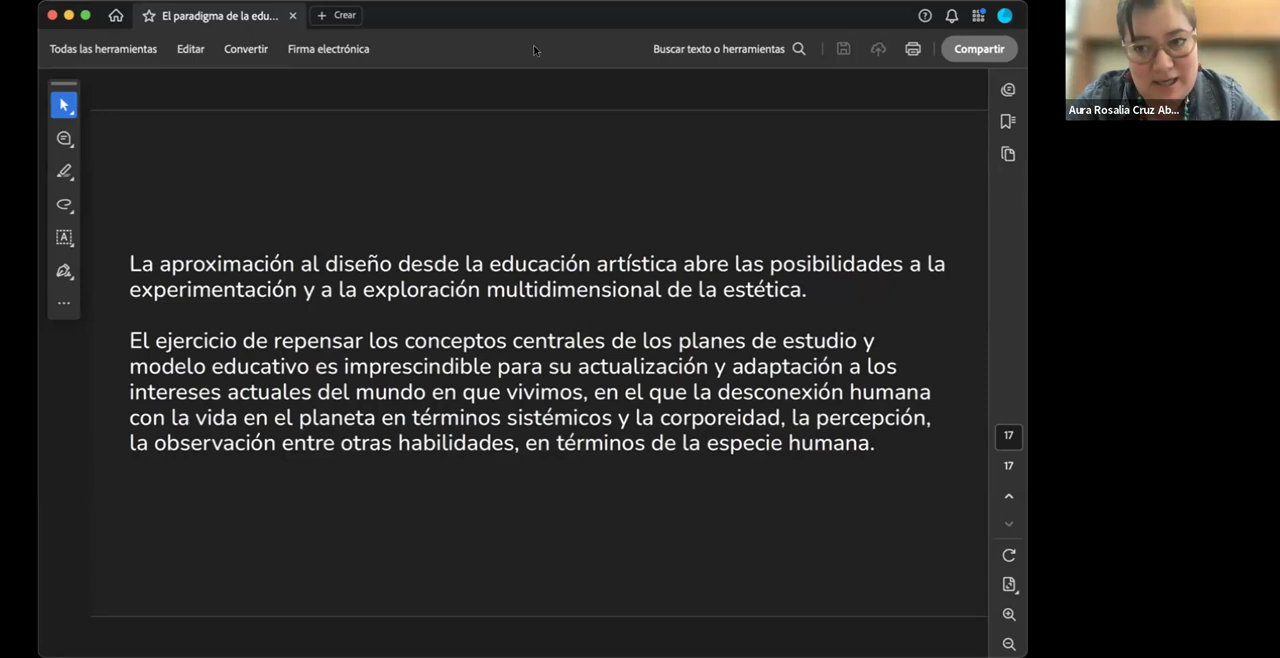 El paradigma de la edu...
Crear
Todas las herramientas
Editar
Convertir
Firma electrónica
Buscar texto o herramientas
Compartir
Aura Rosalia Cruz Ab...
La aproximación al diseño desde la educación artística abre las posibilidades a la
experimentación y a la exploración multidimensional de la estética.
El ejercicio de repensar los conceptos centrales de los planes de estudio y
modelo educativo es imprescindible para su actualización y adaptación a los
intereses actuales del mundo en que vivimos, en el que la desconexión humana
con la vida en el planeta en términos sistémicos y la corporeidad, la percepción,
la observación entre otras habilidades, en términos de la especie humana.
17
17